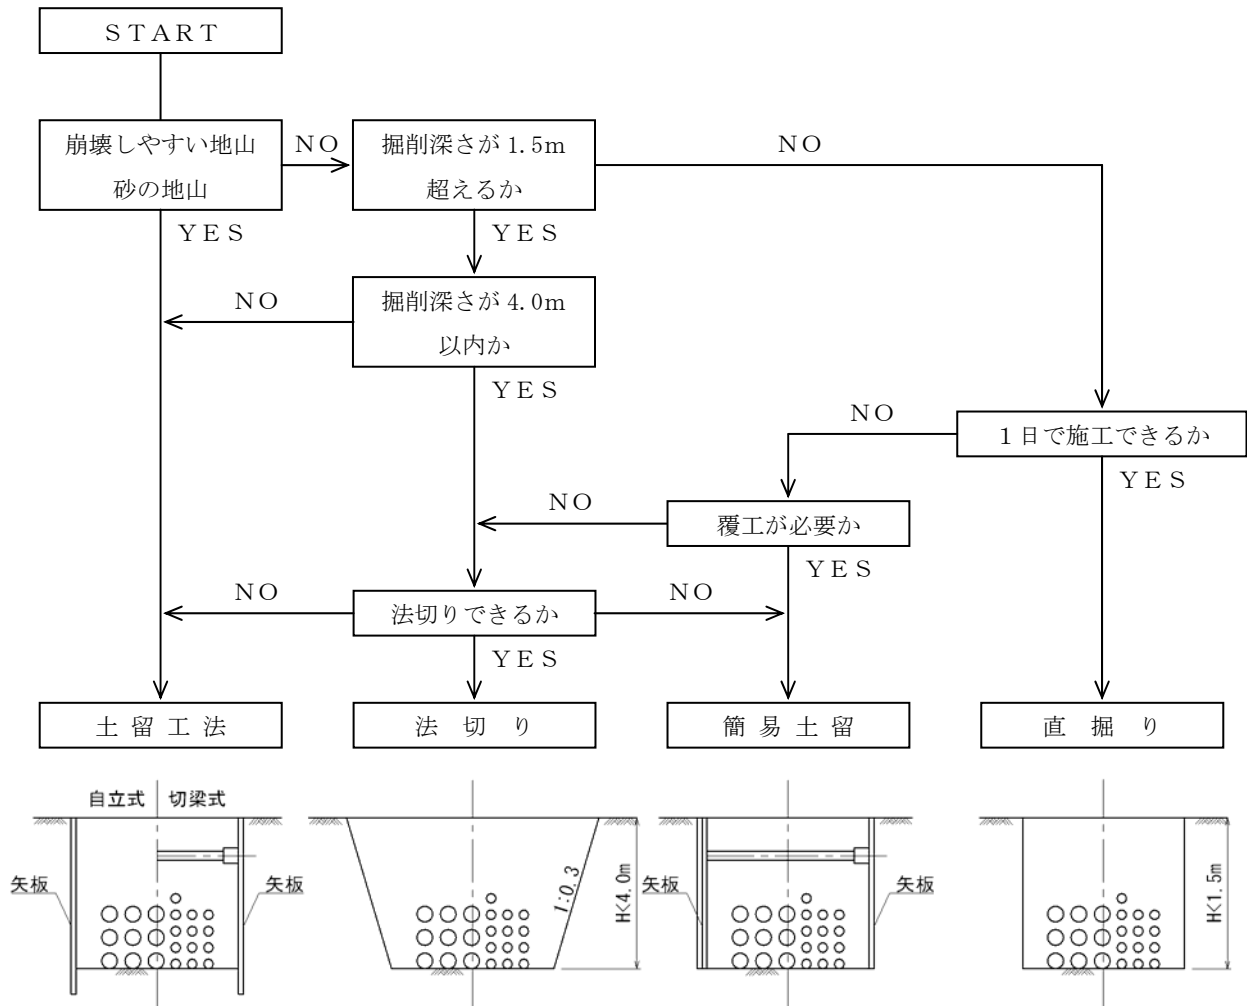 START
崩壊しやすい地山
砂の地山
NO
掘削深さが 1.5m
超えるか
NO
YES
YES
NO
掘削深さが 4.0m
以内か
YES
NO
１日で施工できるか
YES
NO
覆工が必要か
YES
NO
法切りできるか
NO
YES
土留工法
法切り
簡易土留
直掘り
自立式
切梁式
矢板
矢板
1:0.3
H<4.0m
矢板
矢板
H<1.5m